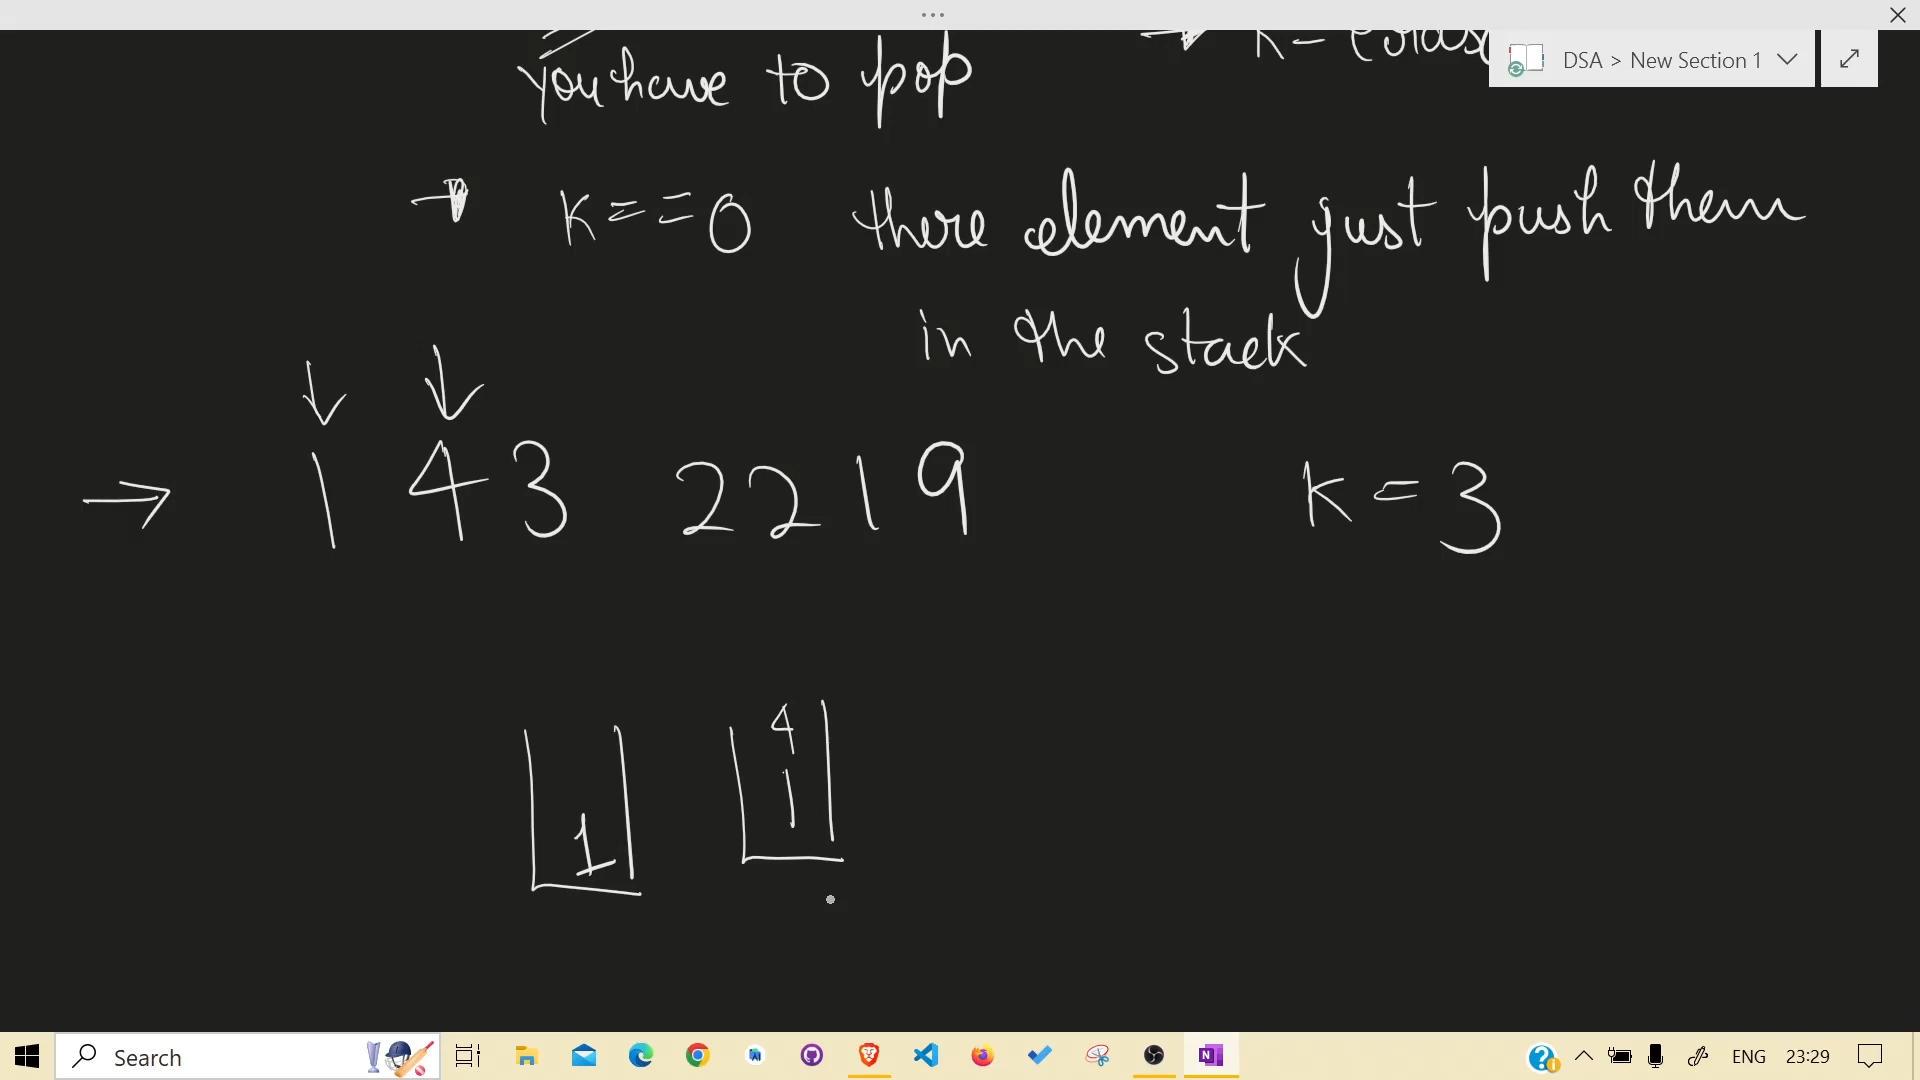 ...
DSA > New Section 1
you have to pop
K = =0 there element just push them
in the stack
1 4 3 2 2 1 9 K = 3
4
1 1
Search
ENG 23:29